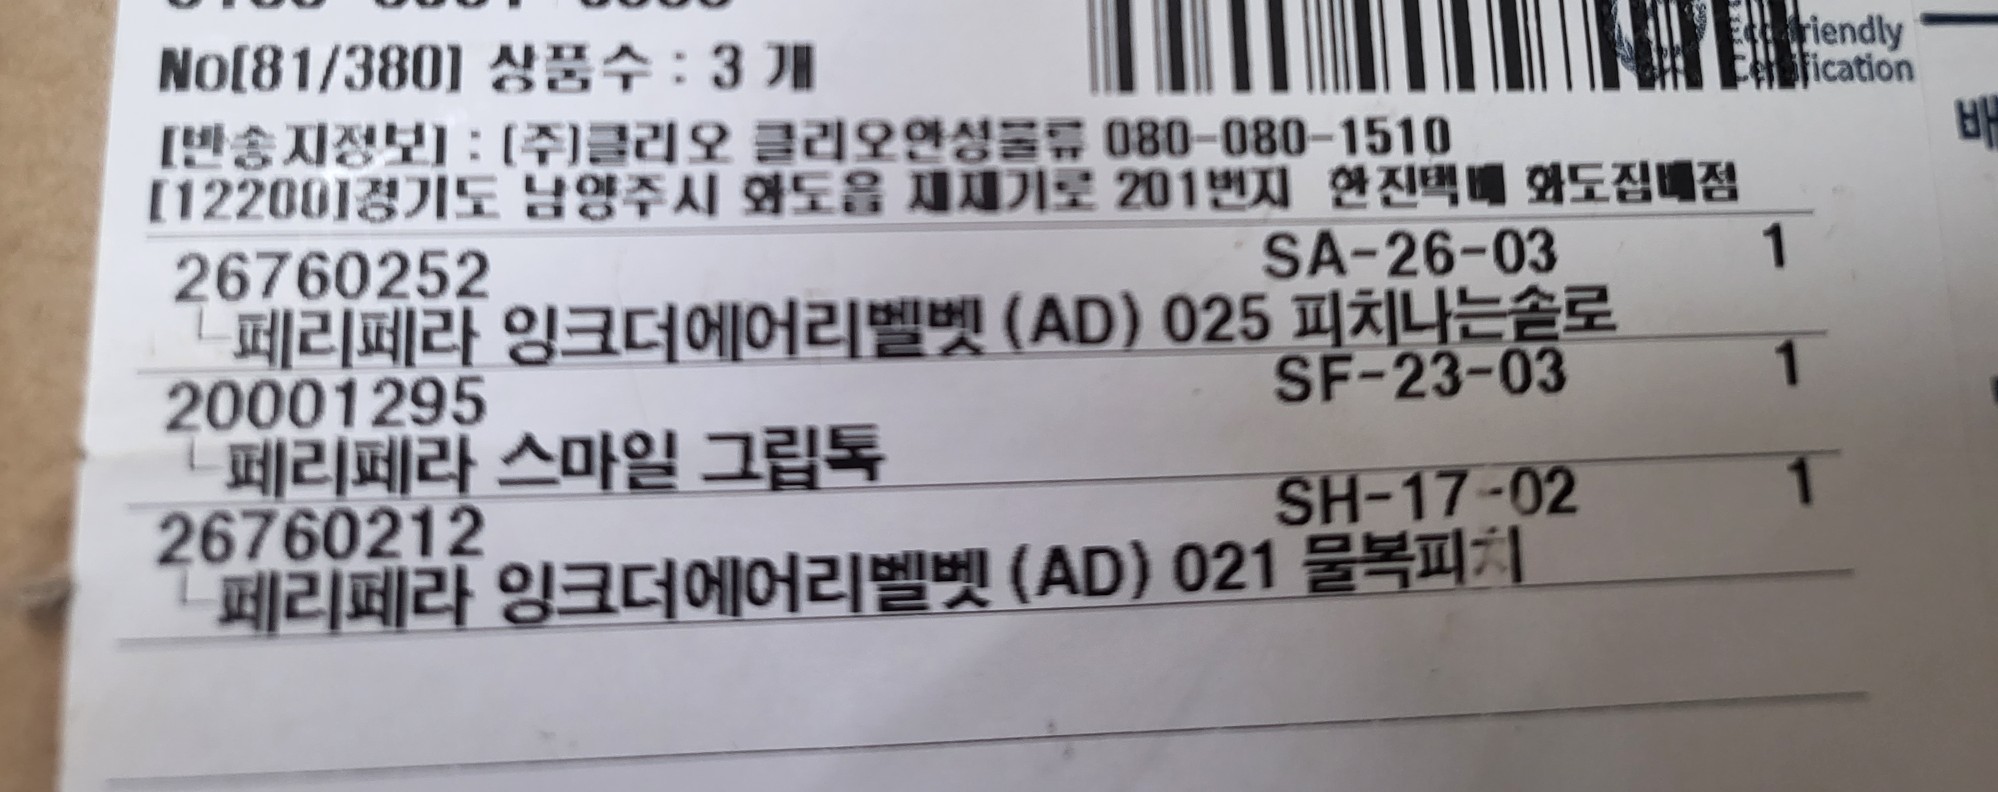 No[81/380] 상품수 : 3 개
Eco friendly
Certification
[반송지정보] : (주)클리오 클리오안성물류 080-080-1510
[12200]경기도 남양주시 화도읍 재재기로 201번지 한진택배 화도집배점
26760252 SA-26-03 1
└페리페라 잉크더에어리벨벳 (AD) 025 피치나는솔로
20001295 SF-23-03 1
└페리페라 스마일 그립톡
26760212 SH-17-02 1
└페리페라 잉크더에어리벨벳 (AD) 021 물복피치